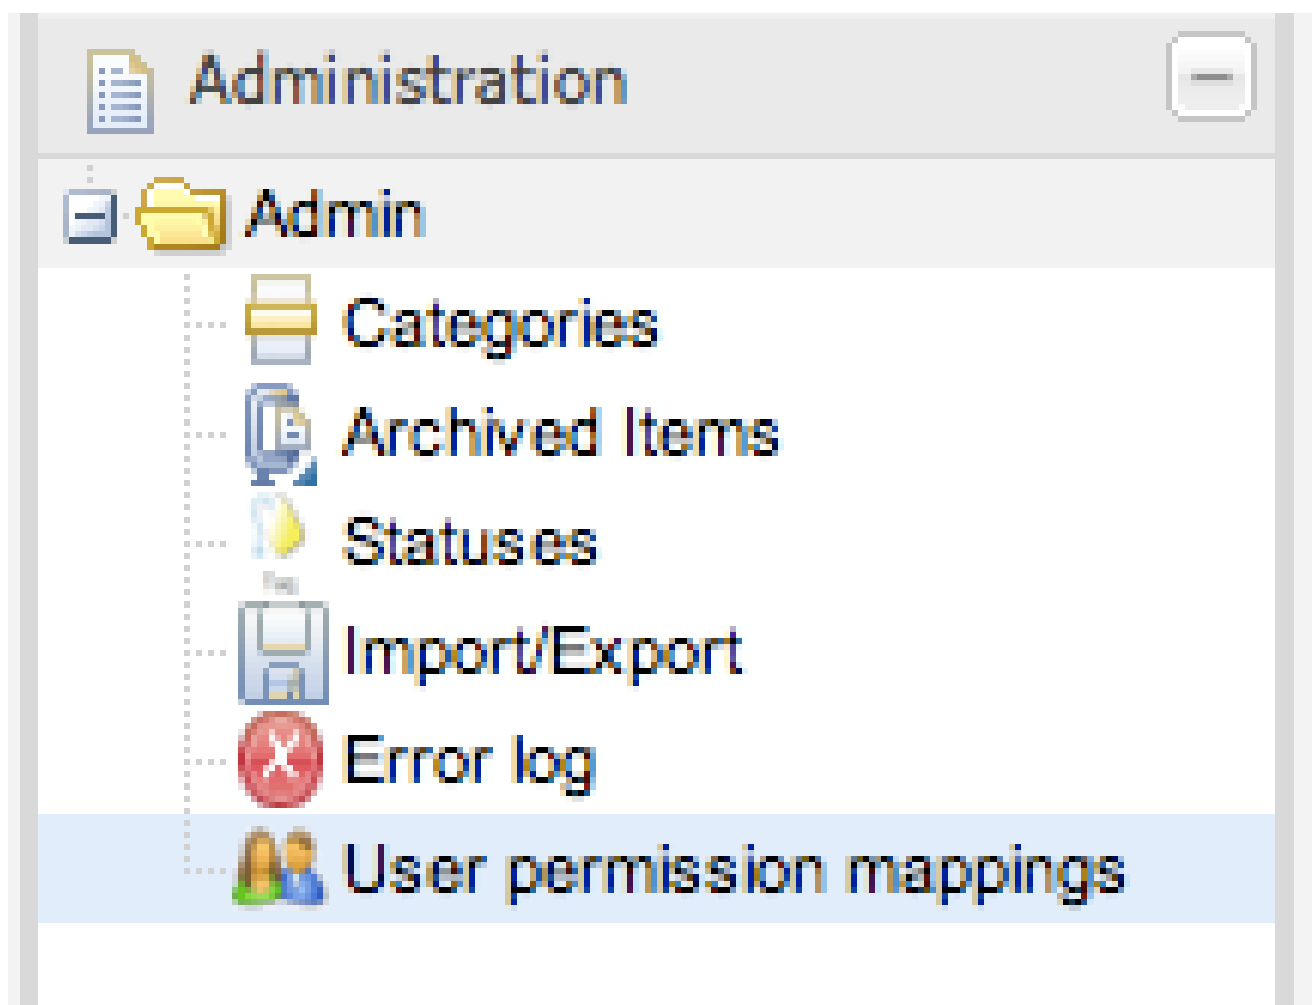 Administration
Admin
Categories
Archived Items
Statuses
Import/Export
Error log
User permission mappings